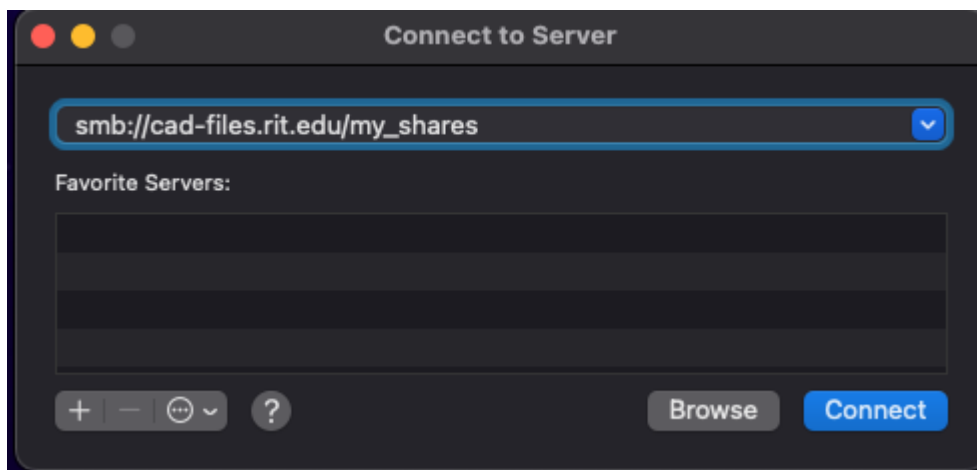 Connect to Server
smb://cad-files.rit.edu/my_shares
Favorite Servers:
?
Browse
Connect